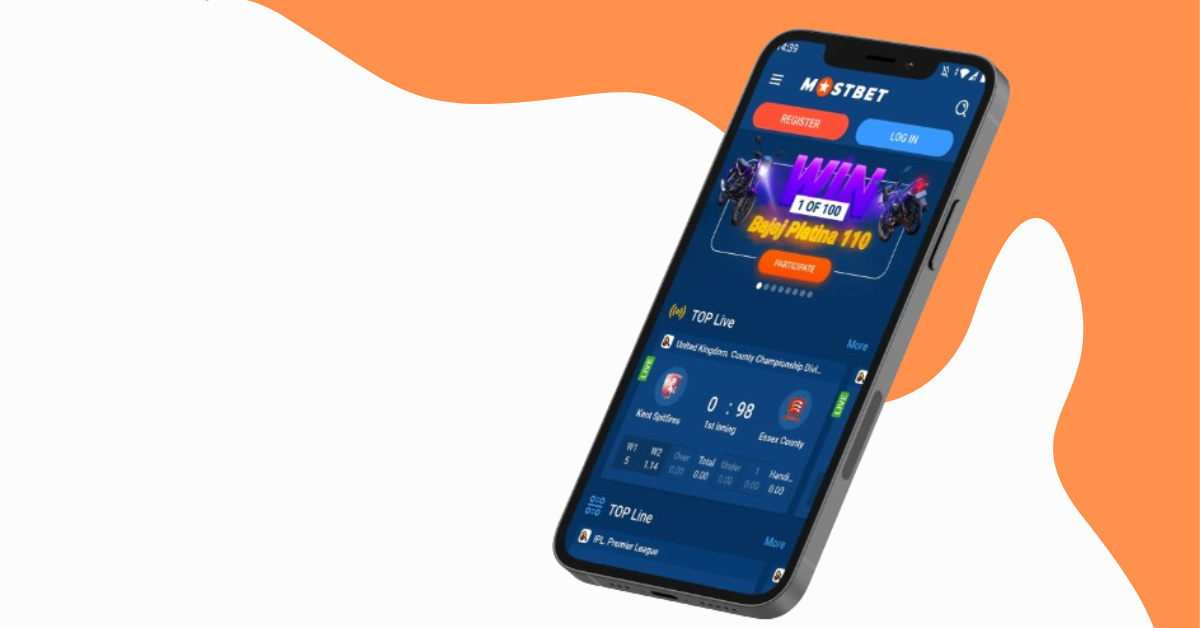 4:39
MOSTBET
REGISTER
LOG IN
WIN
1 OF 100
Bajaj Platina 110
PARTICIPATE
TOP Live
More
United Kingdom. County Championship Divi...
LIVE
LIVE
0 : 98
Kent Spitfires
1st inning
Essex County
W1 W2 Over Total Under 1 Handi...
5 1.14 0.00 0.00 0.00 0.00 0.00
TOP Line
More
IPL. Premier League